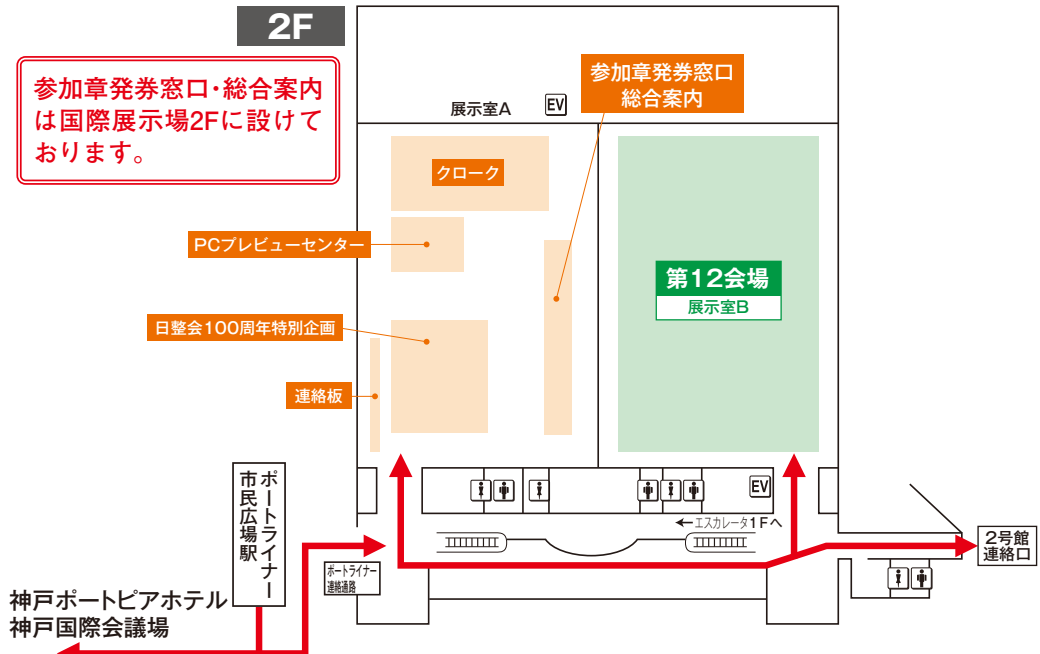 2F
参加章発券窓口・総合案内
は国際展示場2Fに設けて
おります。
参加章発券窓口
総合案内
展示室A
EV
クローク
PCプレビューセンター
第12会場
展示室B
日整会100周年特別企画
連絡板
EV
←エスカレータ1Fへ
ポートライナー
市民広場駅
ポートライナー
連絡通路
2号館
連絡口
神戸ポートピアホテル
神戸国際会議場